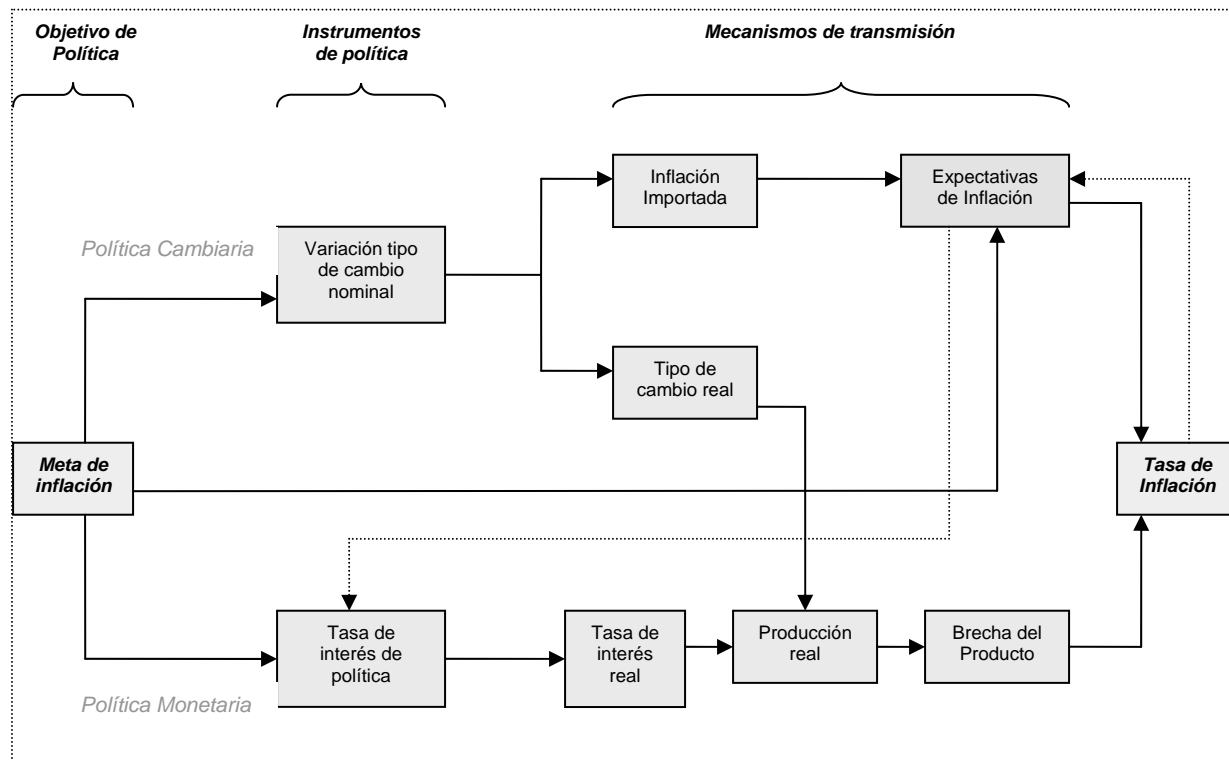 Objetivo de
Política
Instrumentos
de política
Mecanismos de transmisión
Inflación
Importada
Expectativas
de Inflación
Política Cambiaria
Variación tipo
de cambio
nominal
Tipo de
cambio real
Meta de
inflación
Tasa de
Inflación
Tasa de
interés de
política
Tasa de
interés
real
Producción
real
Brecha del
Producto
Política Monetaria